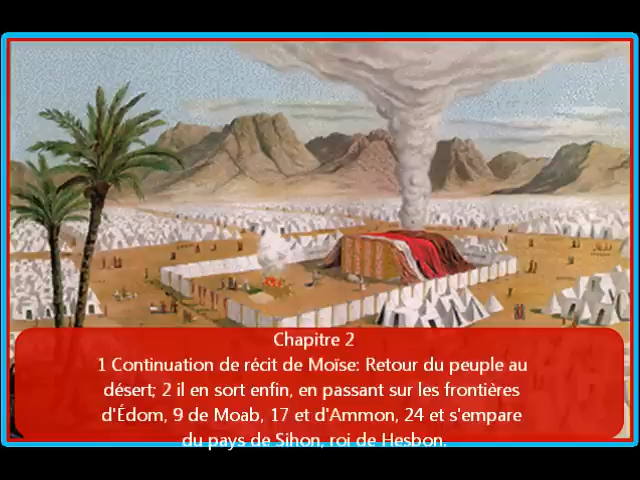 Chapitre 2
1 Continuation de récit de Moïse: Retour du peuple au
désert; 2 il en sort enfin, en passant sur les frontières
d'Édom, 9 de Moab, 17 et d'Ammon, 24 et s'empare
du pays de Sihon, roi de Hesbon.